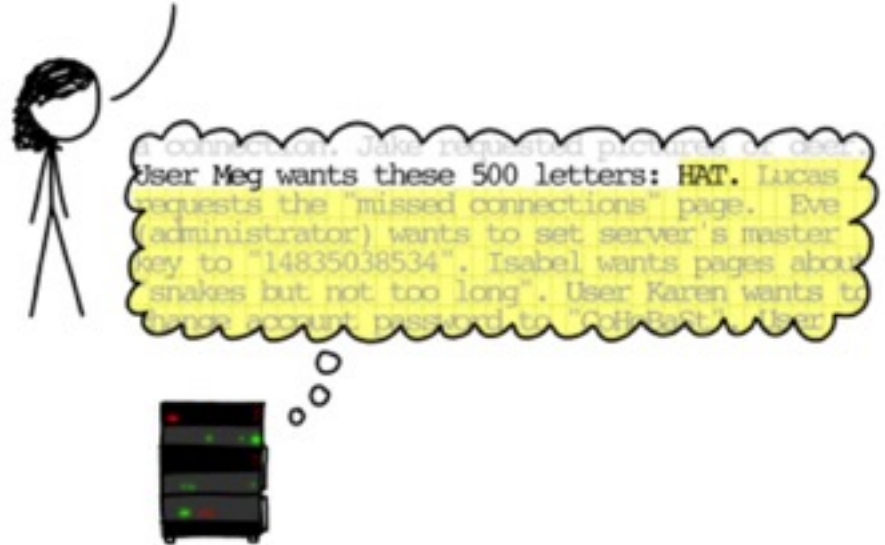 a connection. Jake requested pictures of deer.
User Meg wants these 500 letters: HAT. Lucas
requests the "missed connections" page. Eve
(administrator) wants to set server's master
key to "14835038534". Isabel wants pages about
snakes but not too long". User Karen wants to
change account password to "CoHoBaSt". User